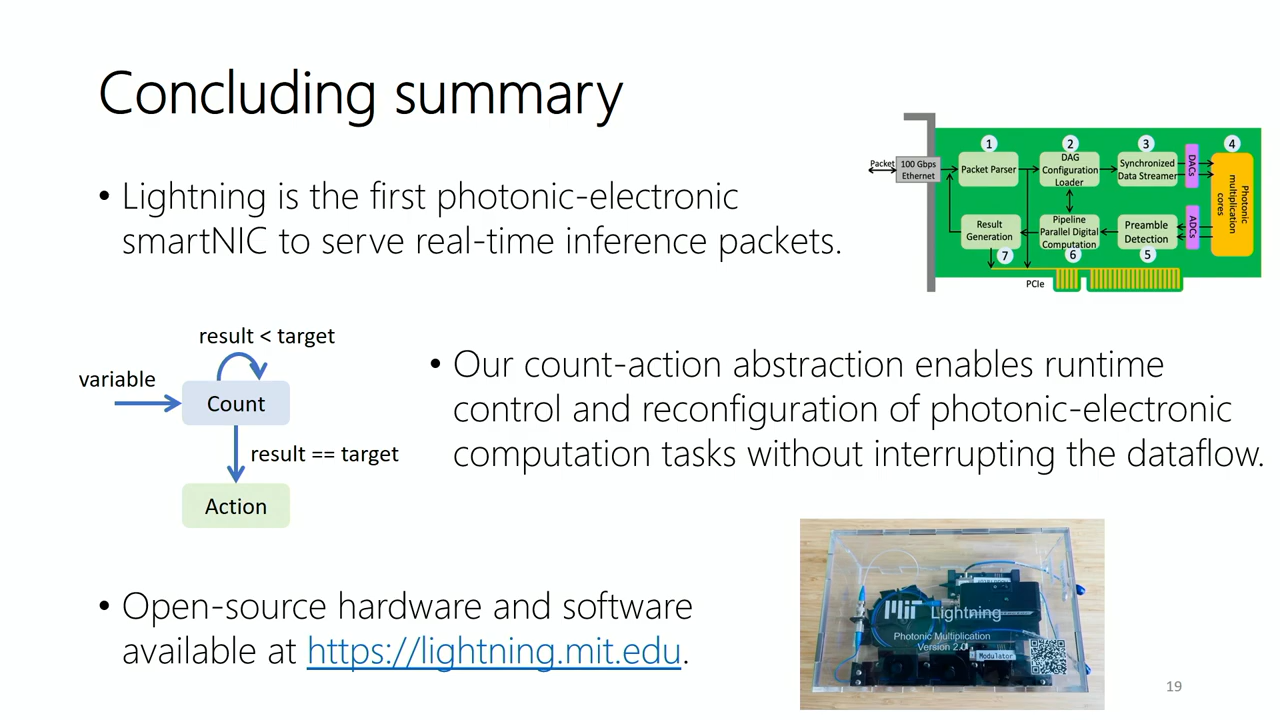 Concluding summary
• Lightning is the first photonic-electronic
smartNIC to serve real-time inference packets.
Packet
100 Gbps
Ethernet
1
Packet Parser
2
DAG
Configuration
Loader
3
Synchronized
Data Streamer
DACs
4
Photonic
multiplication
cores
Result
Generation
7
Pipeline
Parallel Digital
Computation
6
Preamble
Detection
5
ADCs
PCIe
result < target
variable
Count
result == target
Action
• Our count-action abstraction enables runtime
control and reconfiguration of photonic-electronic
computation tasks without interrupting the dataflow.
• Open-source hardware and software
available at https://lightning.mit.edu.
MIT Lightning
Photonic Multiplication
Version 2.0
Modulator
19